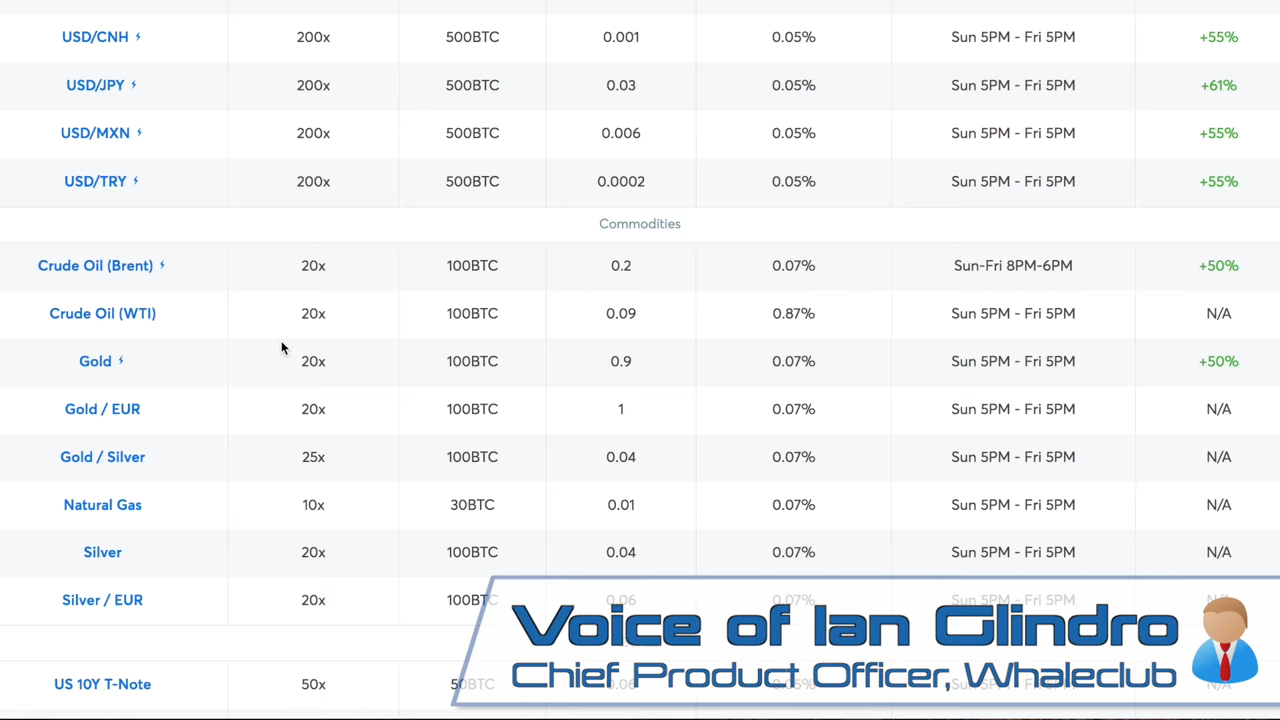 USD/CNH 200x 500BTC 0.001 0.05% Sun 5PM - Fri 5PM +55%
USD/JPY 200x 500BTC 0.03 0.05% Sun 5PM - Fri 5PM +61%
USD/MXN 200x 500BTC 0.006 0.05% Sun 5PM - Fri 5PM +55%
USD/TRY 200x 500BTC 0.0002 0.05% Sun 5PM - Fri 5PM +55%
Commodities
Crude Oil (Brent) 20x 100BTC 0.2 0.07% Sun-Fri 8PM-6PM +50%
Crude Oil (WTI) 20x 100BTC 0.09 0.87% Sun 5PM - Fri 5PM N/A
Gold 20x 100BTC 0.9 0.07% Sun 5PM - Fri 5PM +50%
Gold / EUR 20x 100BTC 1 0.07% Sun 5PM - Fri 5PM N/A
Gold / Silver 25x 100BTC 0.04 0.07% Sun 5PM - Fri 5PM N/A
Natural Gas 10x 30BTC 0.01 0.07% Sun 5PM - Fri 5PM N/A
Silver 20x 100BTC 0.04 0.07% Sun 5PM - Fri 5PM N/A
Silver / EUR 20x 100BTC 0.06 0.07% Sun 5PM - Fri 5PM
Voice of Ian Glindro
US 10Y T-Note 50x
Chief Product Officer, Whaleclub